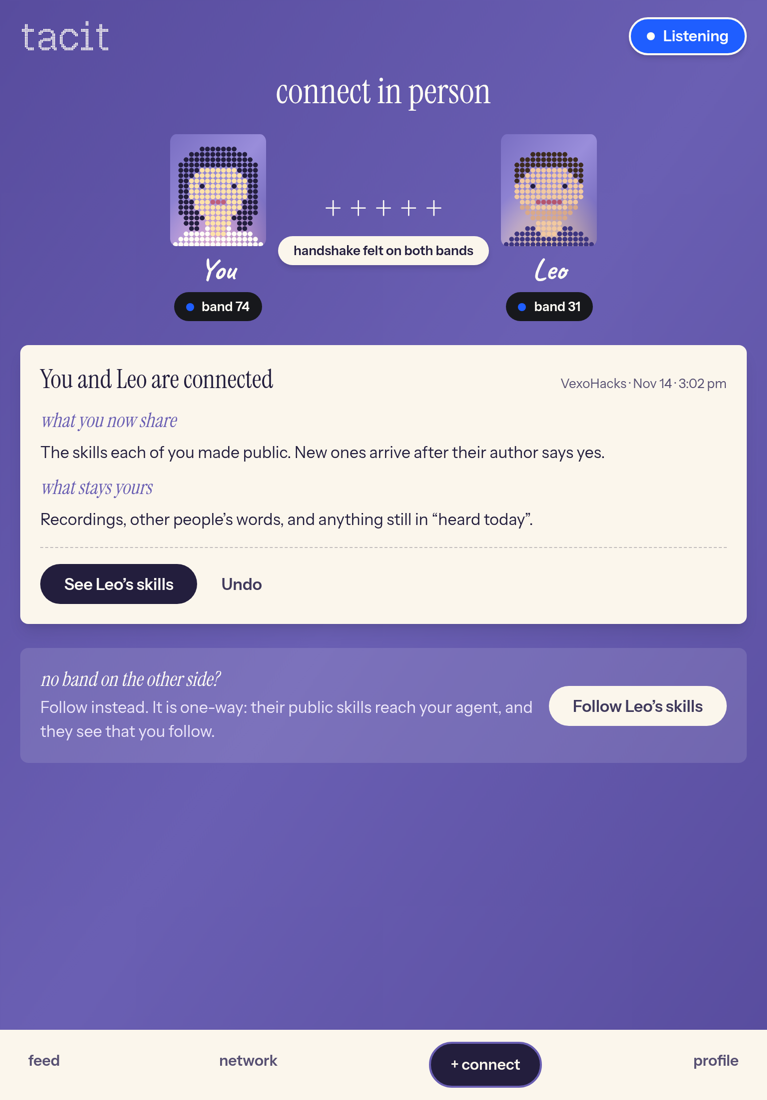 tacit
Listening
connect in person
+ + + + +
handshake felt on both bands
You
Leo
band 74
band 31
You and Leo are connected
VexoHacks · Nov 14 · 3:02 pm
what you now share
The skills each of you made public. New ones arrive after their author says yes.
what stays yours
Recordings, other people’s words, and anything still in “heard today”.
See Leo’s skills
Undo
no band on the other side?
Follow instead. It is one-way: their public skills reach your agent, and
they see that you follow.
Follow Leo’s skills
feed
network
+ connect
profile